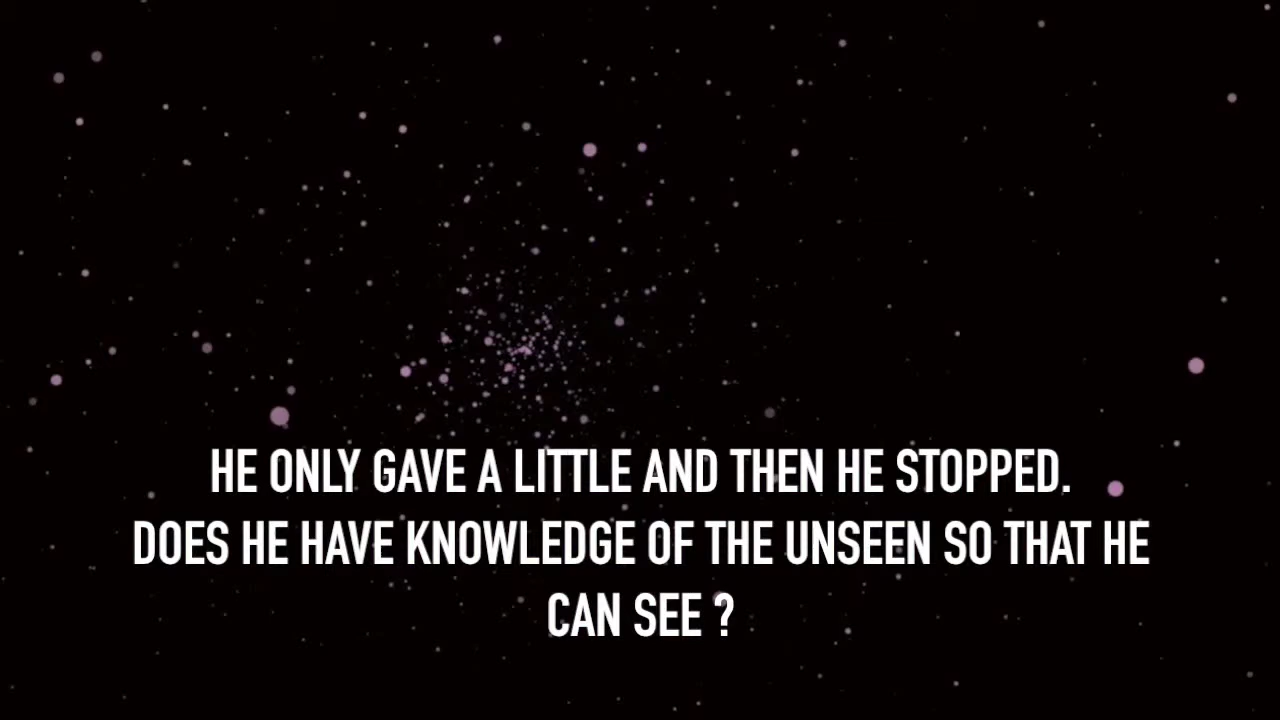 HE ONLY GAVE A LITTLE AND THEN HE STOPPED.
DOES HE HAVE KNOWLEDGE OF THE UNSEEN SO THAT HE
CAN SEE ?